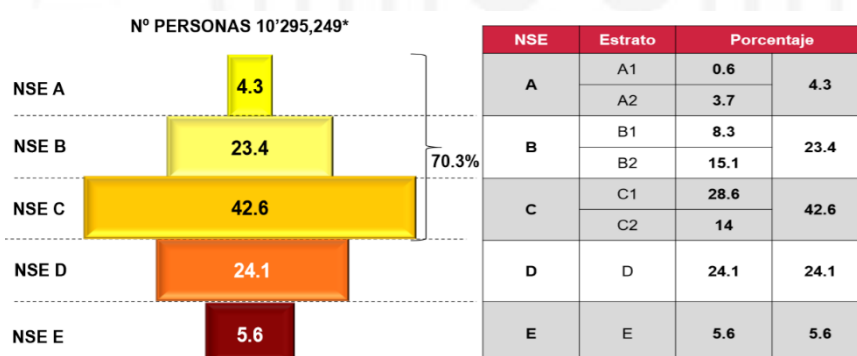 Nº PERSONAS 10'295,249*
NSE A
4.3
NSE B
23.4
70.3%
NSE C
42.6
NSE D
24.1
NSE E
5.6
NSE Estrato Porcentaje
A A1 0.6 4.3
A2 3.7
B B1 8.3 23.4
B2 15.1
C C1 28.6 42.6
C2 14
D D 24.1 24.1
E E 5.6 5.6